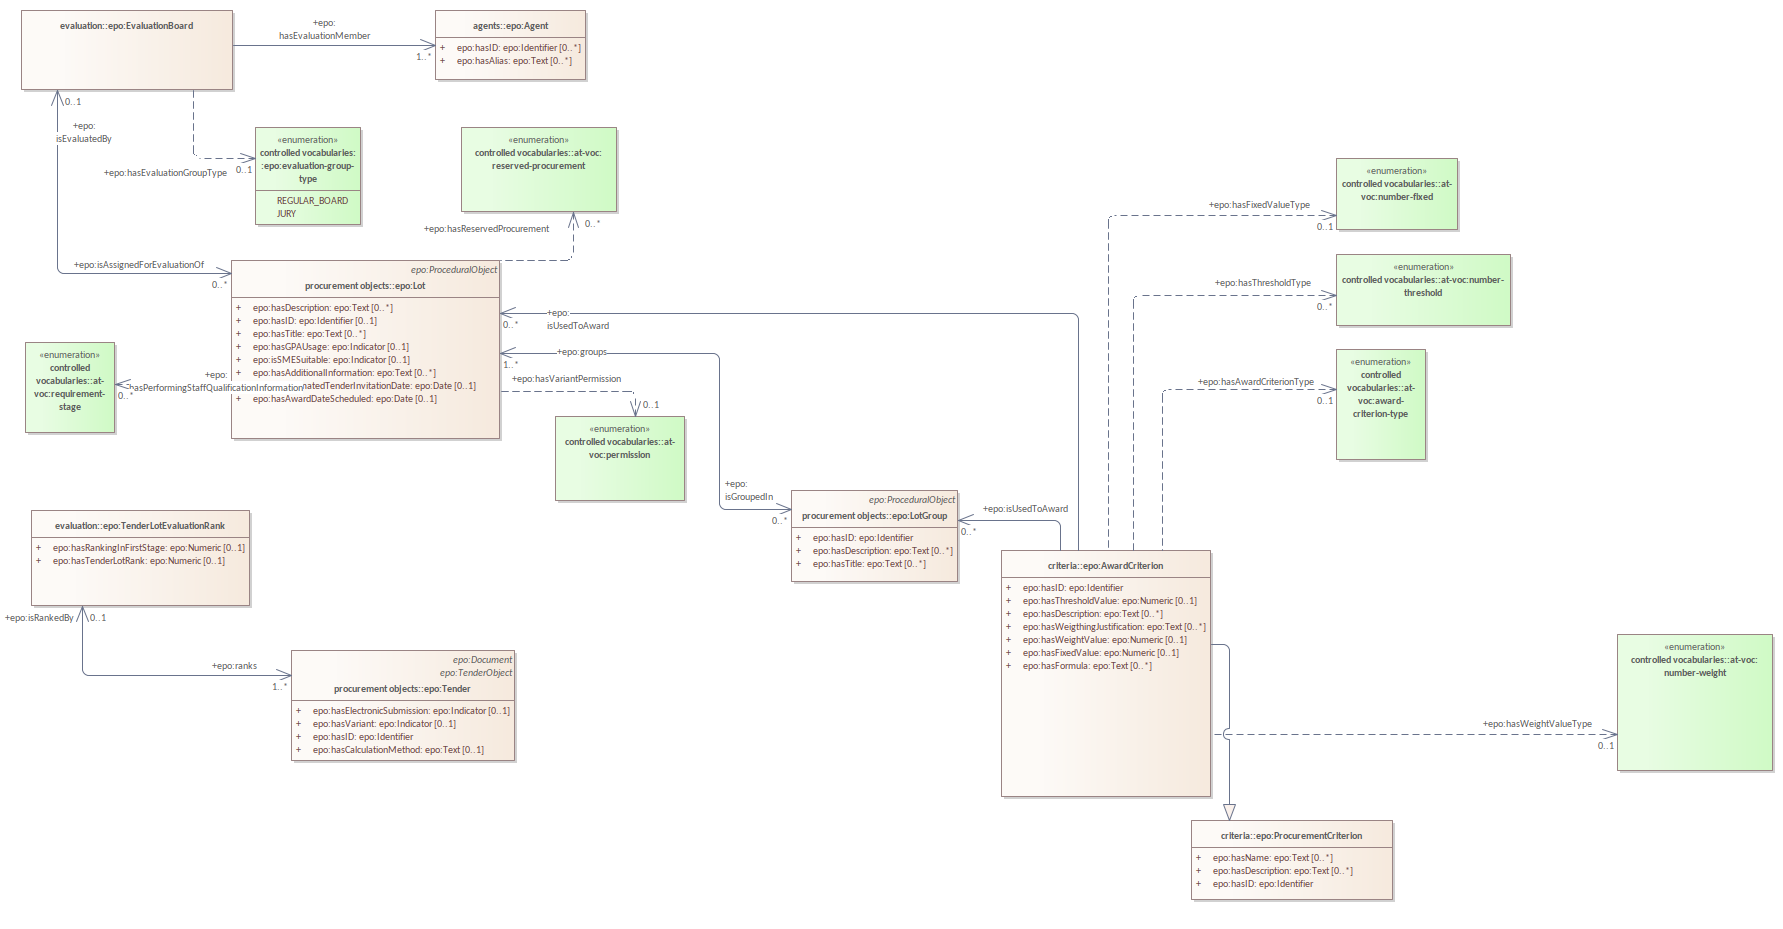 evaluation::epo:EvaluationBoard
+epo:
hasEvaluationMember
1..*
agents::epo:Agent
+ epo:hasID: epo:Identifier [0..*]
+ epo:hasAlias: epo:Text [0..*]
0..1
+epo:
isEvaluatedBy
+epo:hasEvaluationGroupType
0..1
«enumeration»
controlled vocabularies:
:epo:evaluation-group-
type
REGULAR_BOARD
JURY
«enumeration»
controlled vocabularies::at-voc:
reserved-procurement
+epo:hasReservedProcurement
0..*
+epo:isAssignedForEvaluationOf
0..*
epo:ProceduralObject
procurement objects::epo:Lot
+ epo:hasDescription: epo:Text [0..*]
+ epo:hasID: epo:Identifier [0..1]
+ epo:hasTitle: epo:Text [0..*]
+ epo:hasGPAUsage: epo:Indicator [0..1]
+ epo:isSMESuitable: epo:Indicator [0..1]
+ epo:hasAdditionalInformation: epo:Text [0..*]
natedTenderInvitationDate: epo:Date [0..1]
+ epo:hasAwardDateScheduled: epo:Date [0..1]
«enumeration»
controlled
vocabularies::at-
voc:requirement-
stage
+epo:
hasPerformingStaffQualificationInformation
0..*
+epo:
isUsedToAward
0..*
+epo:groups
1..*
+epo:hasVariantPermission
0..1
«enumeration»
controlled vocabularies::at-
voc:permission
+epo:
isGroupedIn
0..*
epo:ProceduralObject
procurement objects::epo:LotGroup
+ epo:hasID: epo:Identifier
+ epo:hasDescription: epo:Text [0..*]
+ epo:hasTitle: epo:Text [0..*]
+epo:isUsedToAward
0..*
+epo:hasFixedValueType
0..1
«enumeration»
controlled vocabularies::at-
voc:number-fixed
+epo:hasThresholdType
0..*
«enumeration»
controlled vocabularies::at-voc:number-
threshold
+epo:hasAwardCriterionType
0..1
«enumeration»
controlled
vocabularies::at-
voc:award-
criterion-type
criteria::epo:AwardCriterion
+ epo:hasID: epo:Identifier
+ epo:hasThresholdValue: epo:Numeric [0..1]
+ epo:hasDescription: epo:Text [0..*]
+ epo:hasWeigthingJustification: epo:Text [0..*]
+ epo:hasWeightValue: epo:Numeric [0..1]
+ epo:hasFixedValue: epo:Numeric [0..1]
+ epo:hasFormula: epo:Text [0..*]
+epo:hasWeightValueType
0..1
«enumeration»
controlled vocabularies::at-voc:
number-weight
criteria::epo:ProcurementCriterion
+ epo:hasName: epo:Text [0..*]
+ epo:hasDescription: epo:Text [0..*]
+ epo:hasID: epo:Identifier
evaluation::epo:TenderLotEvaluationRank
+ epo:hasRankingInFirstStage: epo:Numeric [0..1]
+ epo:hasTenderLotRank: epo:Numeric [0..1]
+epo:isRankedBy
0..1
+epo:ranks
1..*
epo:Document
epo:TenderObject
procurement objects::epo:Tender
+ epo:hasElectronicSubmission: epo:Indicator [0..1]
+ epo:hasVariant: epo:Indicator [0..1]
+ epo:hasID: epo:Identifier
+ epo:hasCalculationMethod: epo:Text [0..1]